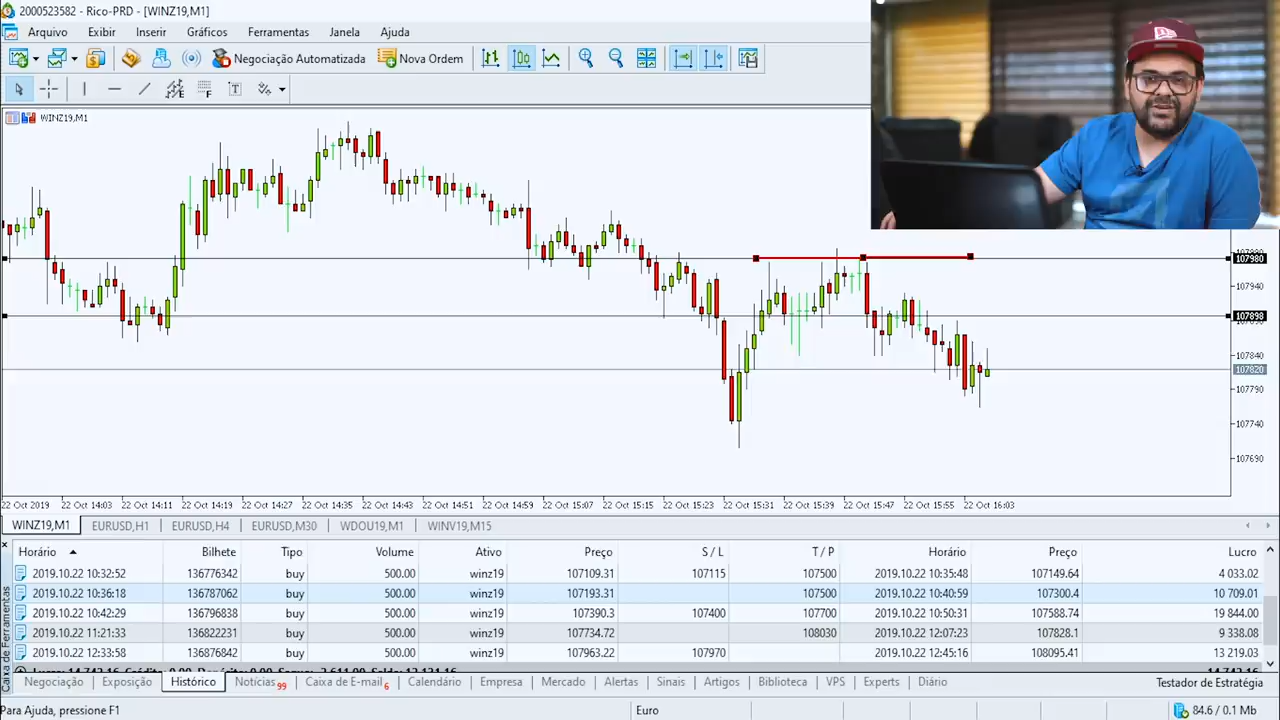 2000523582 - Rico-PRD - [WINZ19,M1]
Arquivo Exibir Inserir Gráficos Ferramentas Janela Ajuda
Negociação Automatizada Nova Ordem
WINZ19,M1
107980
107940
107898
107840
107820
107790
107740
107690
22 Oct 2019 22 Oct 14:03 22 Oct 14:11 22 Oct 14:19 22 Oct 14:27 22 Oct 14:35 22 Oct 14:43 22 Oct 14:51 22 Oct 14:59 22 Oct 15:07 22 Oct 15:15 22 Oct 15:23 22 Oct 15:31 22 Oct 15:39 22 Oct 15:47 22 Oct 15:55 22 Oct 16:03
WINZ19,M1 EURUSD,H1 EURUSD,H4 EURUSD,M30 WDOU19,M1 WINV19,M15
Horário Bilhete Tipo Volume Ativo Preço S / L T / P Horário Preço Lucro
2019.10.22 10:32:52 136776342 buy 500.00 winz19 107109.31 107115 107500 2019.10.22 10:35:48 107149.64 4 033.02
2019.10.22 10:36:18 136787062 buy 500.00 winz19 107193.31 107500 2019.10.22 10:40:59 107300.4 10 709.01
2019.10.22 10:42:29 136796838 buy 500.00 winz19 107390.3 107400 107700 2019.10.22 10:50:31 107588.74 19 844.00
2019.10.22 11:21:33 136822231 buy 500.00 winz19 107734.72 108030 2019.10.22 12:07:23 107828.1 9 338.08
2019.10.22 12:33:58 136876842 buy 500.00 winz19 107963.22 107970 2019.10.22 12:45:16 108095.41 13 219.03
Caixa de Ferramentas
Negociação Exposição Histórico Notícias 99 Caixa de E-mail 6 Calendário Empresa Mercado Alertas Sinais Artigos Biblioteca VPS Experts Diário Testador de Estratégia
Para Ajuda, pressione F1 Euro 84.6 / 0.1 Mb